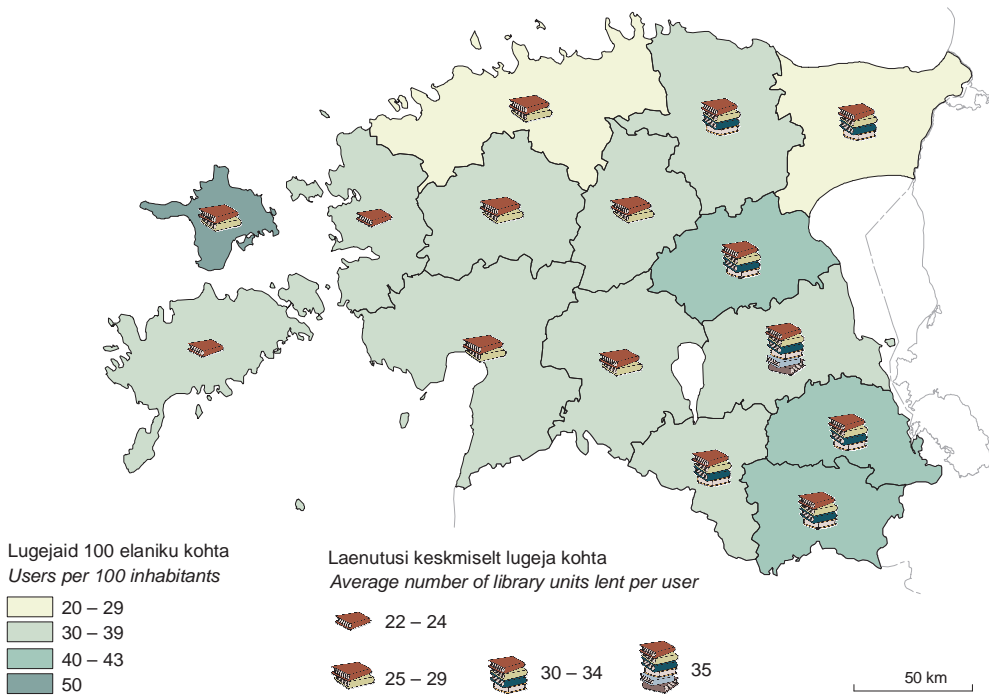 Lugejaid 100 elaniku kohta
Users per 100 inhabitants
20 – 29
30 – 39
40 – 43
50
Laenutusi keskmiselt lugeja kohta
Average number of library units lent per user
22 – 24
25 – 29
30 – 34
35
50 km